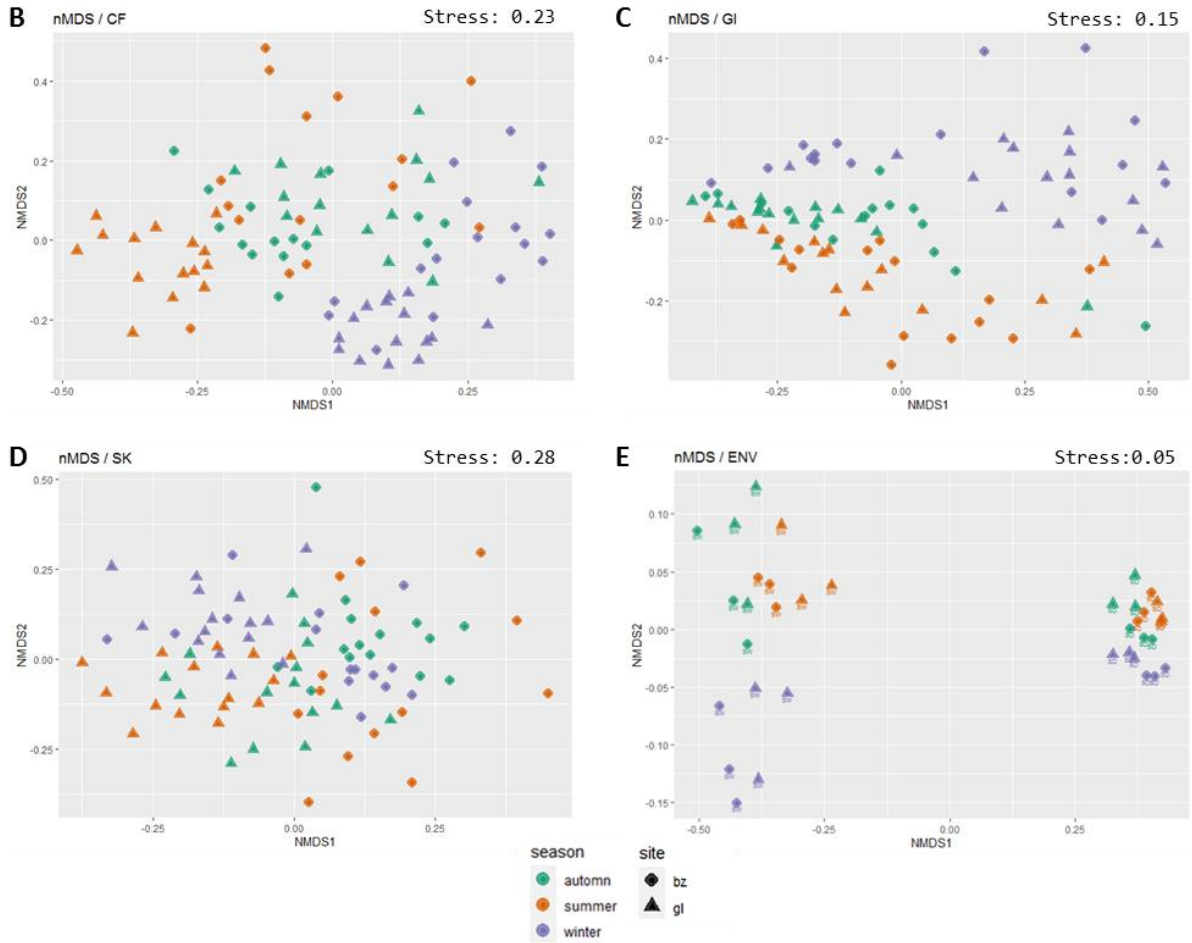 B nMDS / CF Stress: 0.23
0.4
0.2
0.0
-0.2
NMDS2
-0.50 -0.25 0.00 0.25
NMDS1
C nMDS / GI Stress: 0.15
0.4
0.2
0.0
-0.2
NMDS2
-0.25 0.00 0.25 0.50
NMDS1
D nMDS / SK Stress: 0.28
0.50
0.25
0.00
-0.25
NMDS2
-0.25 0.00 0.25
NMDS1
E nMDS / ENV Stress:0.05
0.10
0.05
0.00
-0.05
-0.10
-0.15
NMDS2
-0.50 -0.25 0.00 0.25
NMDS1
season
automn
summer
winter
site
bz
gl